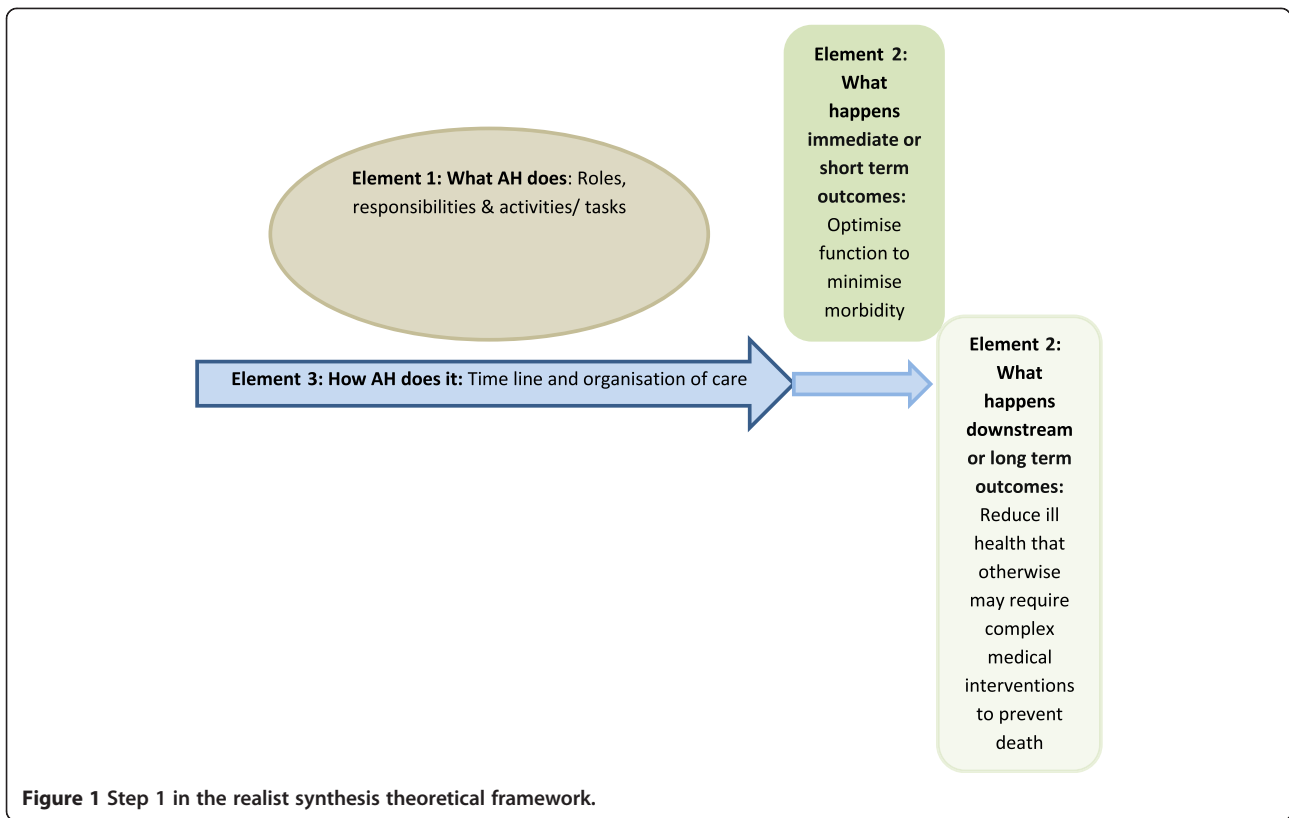 Element 1: What AH does: Roles,
responsibilities & activities/ tasks
Element 2:
What
happens
immediate or
short term
outcomes:
Optimise
function to
minimise
morbidity
Element 3: How AH does it: Time line and organisation of care
Element 2:
What
happens
downstream
or long term
outcomes:
Reduce ill
health that
otherwise
may require
complex
medical
interventions
to prevent
death
Figure 1 Step 1 in the realist synthesis theoretical framework.